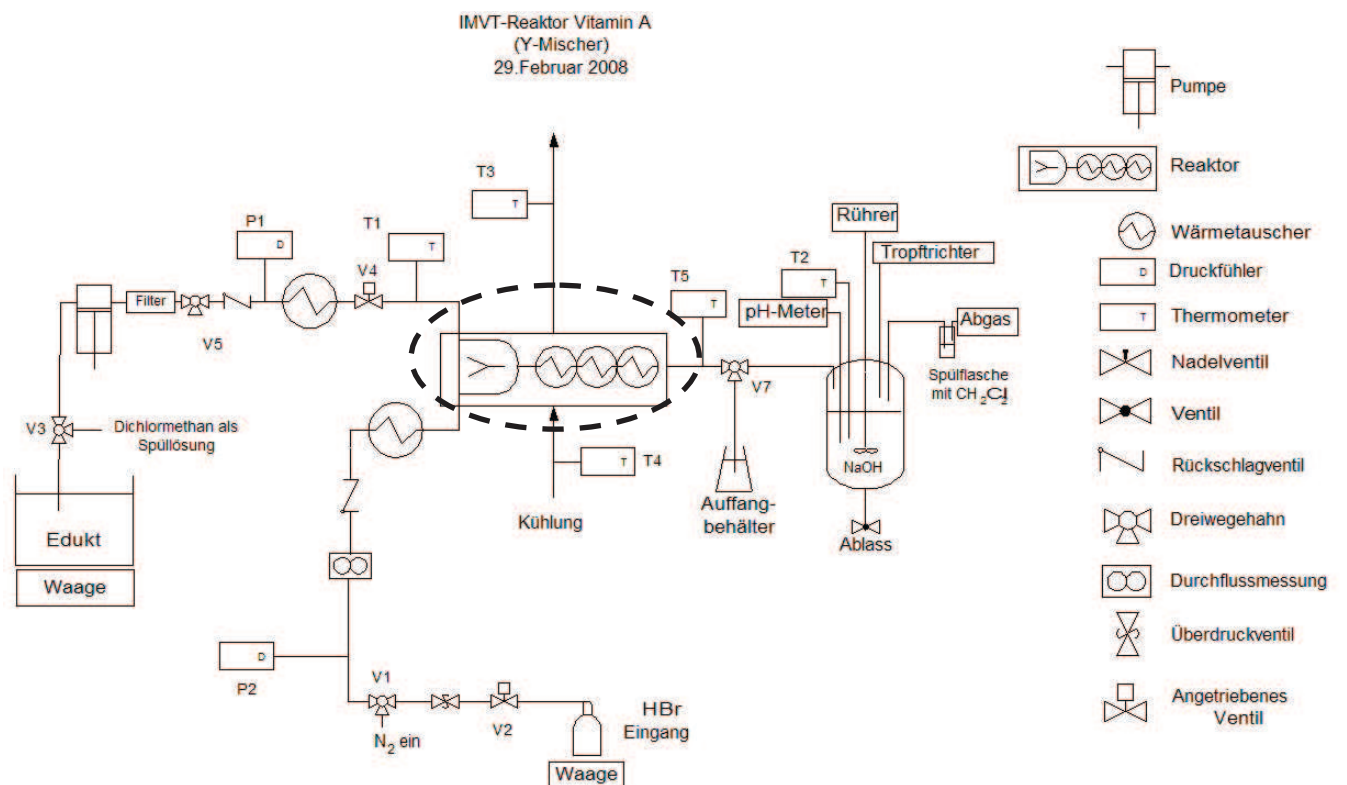 IMVT-Reaktor Vitamin A
(Y-Mischer)
29.Februar 2008
T3
T
P1
D
T1
T
V4
Filter
V5
V3
Dichlormethan als
Spüllösung
Edukt
Waage
T4
T
Kühlung
T5
T
V7
Auffang-
behälter
Rührer
Tropftrichter
T2
T
pH-Meter
Abgas
Spülflasche
mit CH2Cl2
NaOH
Ablass
D
P2
V1
N2 ein
V2
HBr
Eingang
Waage
Pumpe
Reaktor
Wärmetauscher
D
Druckfühler
T
Thermometer
Nadelventil
Ventil
Rückschlagventil
Dreiwegehahn
Durchflussmessung
Überdruckventil
Angetriebenes
Ventil